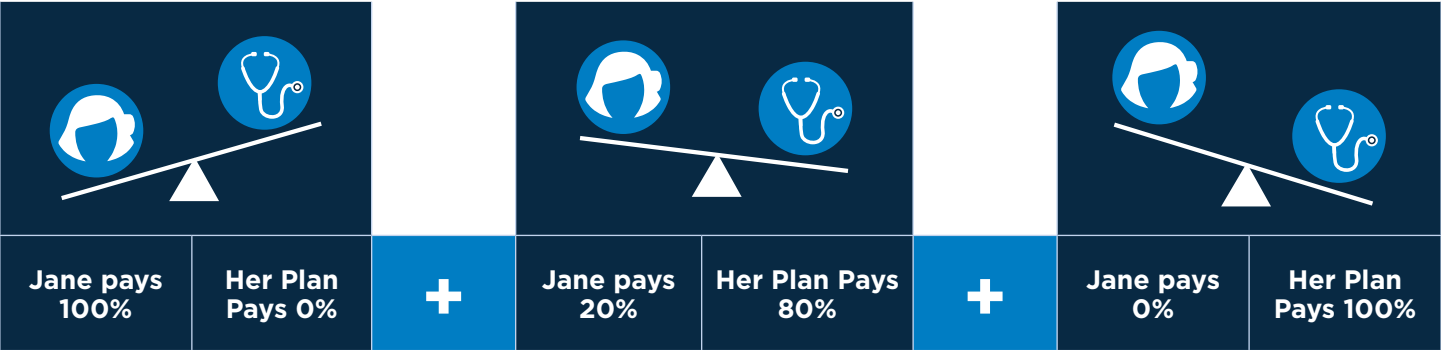 Jane pays
100%
Her Plan
Pays 0%
+
Jane pays
20%
Her Plan Pays
80%
+
Jane pays
0%
Her Plan
Pays 100%